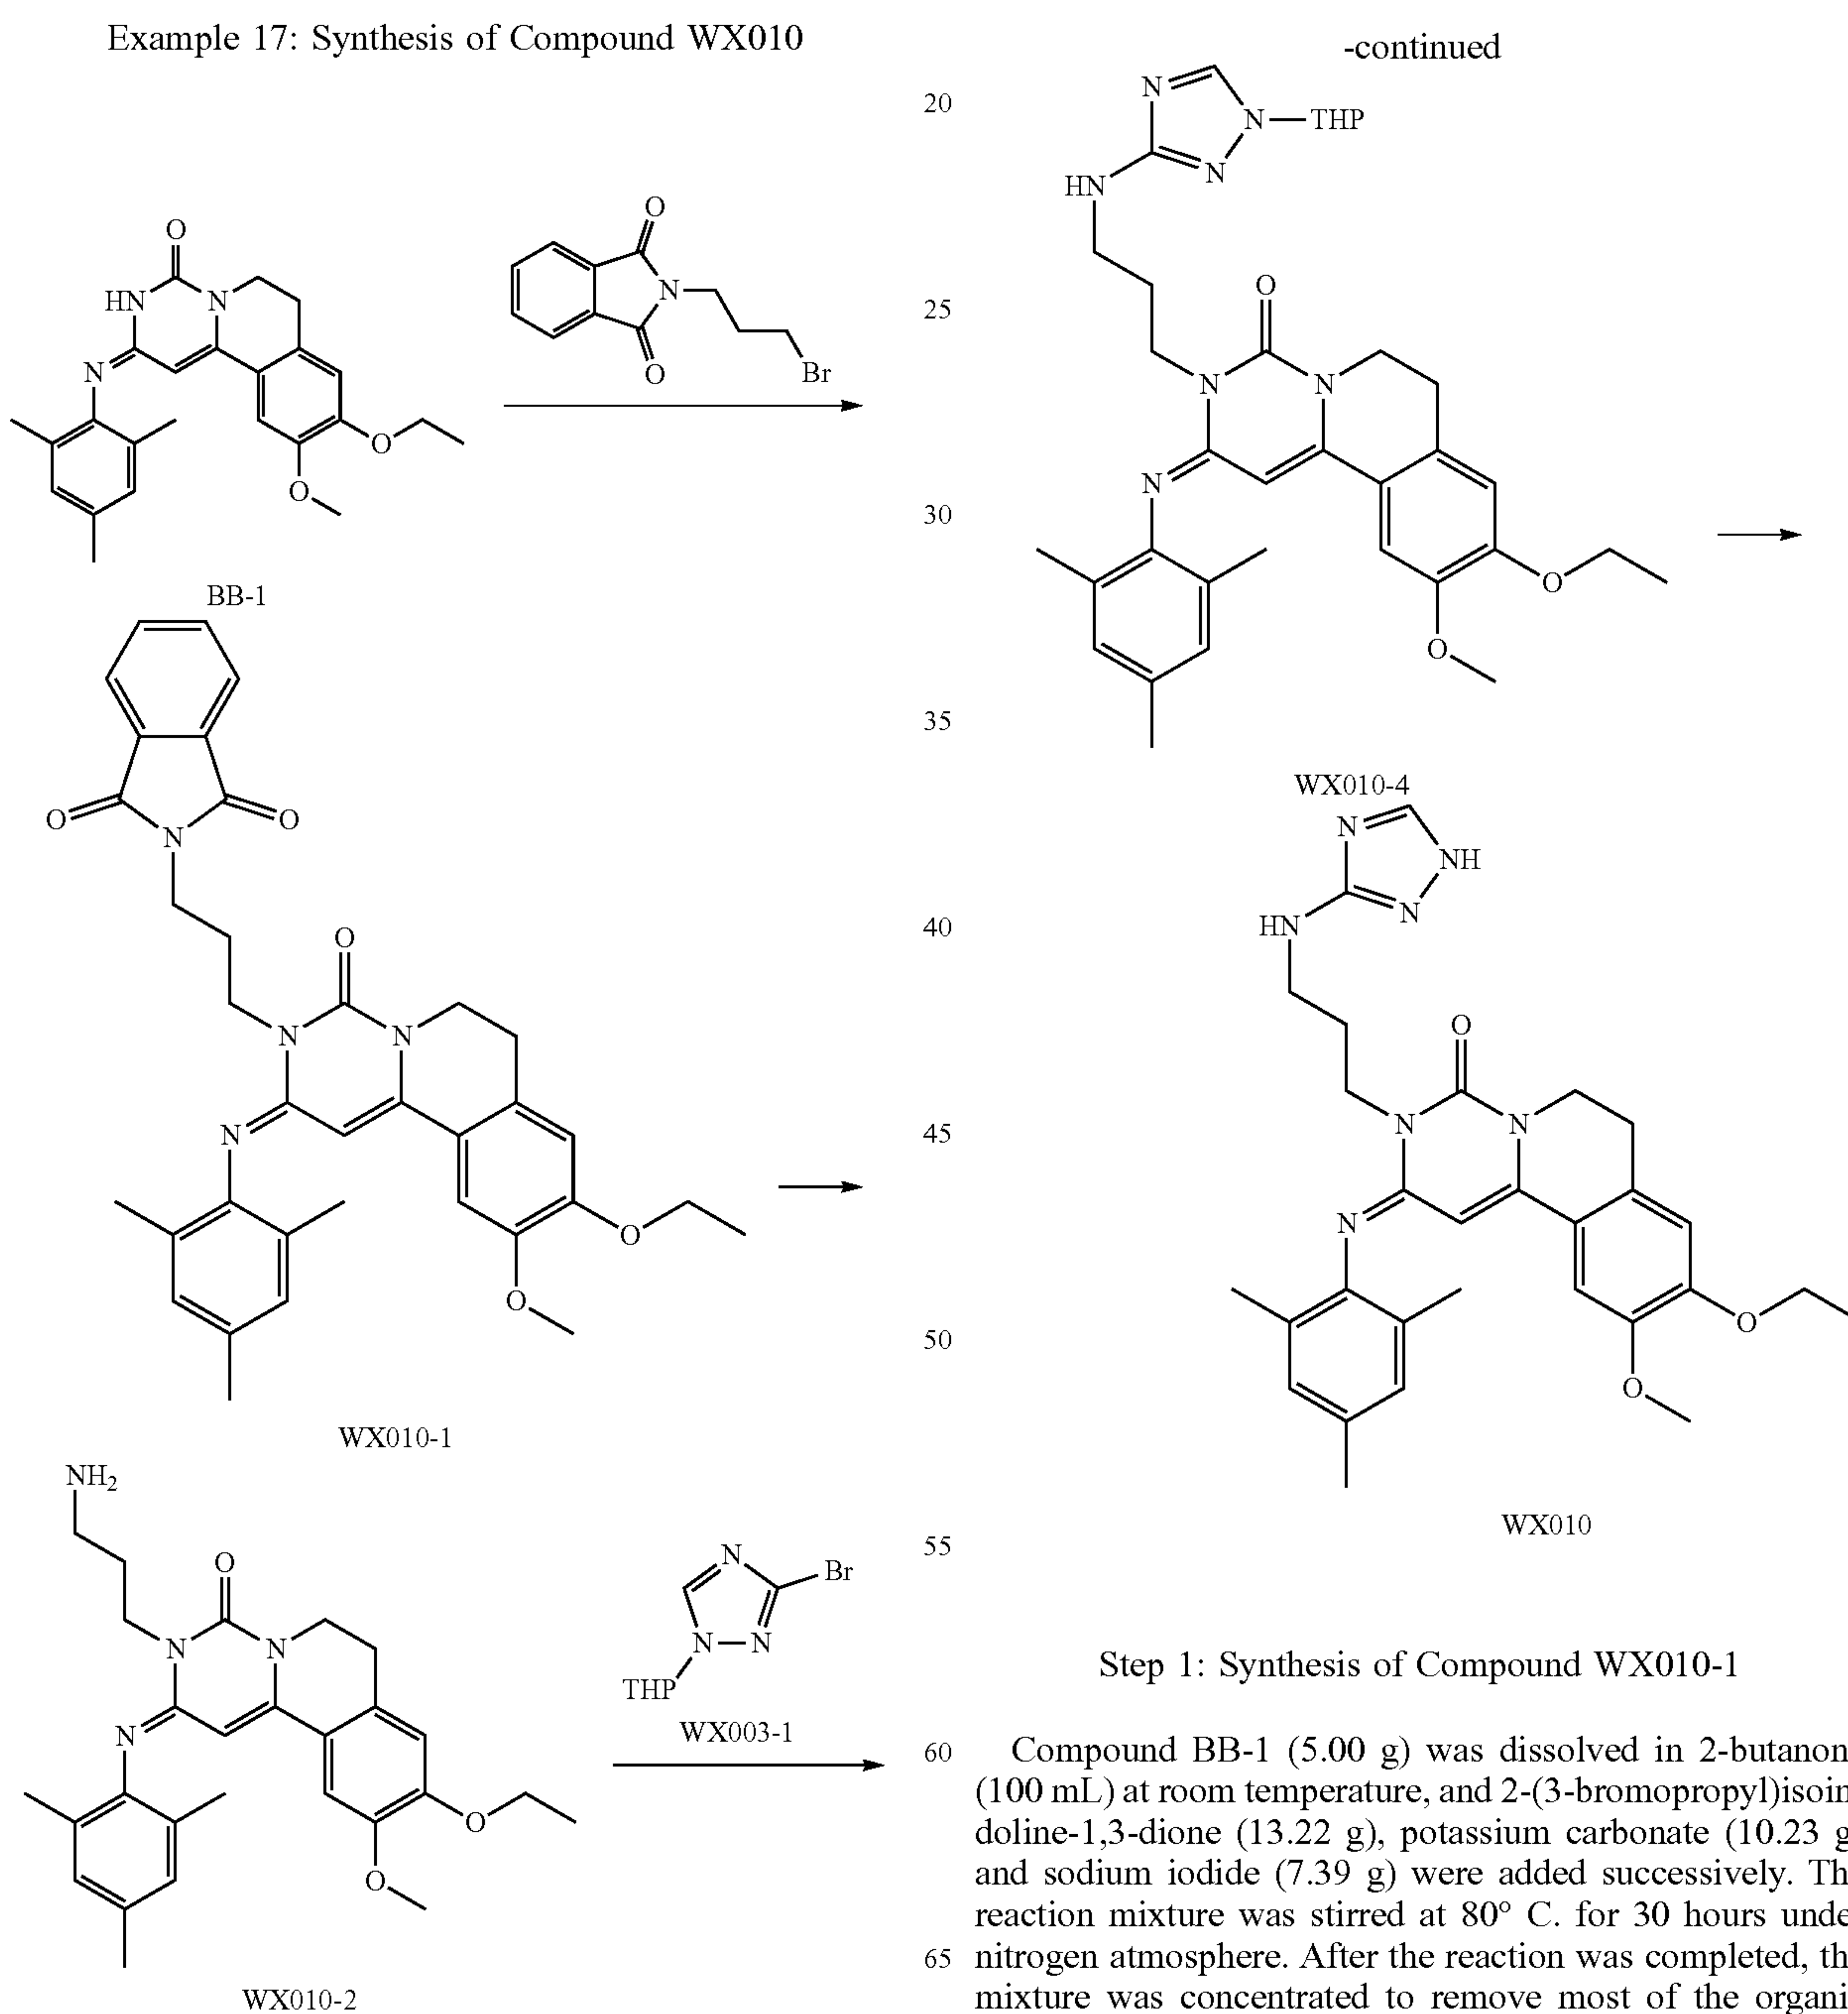 Example 17: Synthesis of Compound WX010
O
HN
N
N
O
O
BB-1
O
N
O
Br
O
O
N
O
N
N
N
O
O
WX010-1
NH2
O
N
N
N
O
O
WX010-2
N
Br
N
N
THP
WX003-1
20
25
30
35
40
45
50
55
60
65
-continued
N
N
THP
N
HN
O
N
N
N
O
O
WX010-4
N
NH
N
HN
O
N
N
N
O
O
WX010
Step 1: Synthesis of Compound WX010-1
Compound BB-1 (5.00 g) was dissolved in 2-butanon
(100 mL) at room temperature, and 2-(3-bromopropyl)isoin
doline-1,3-dione (13.22 g), potassium carbonate (10.23 g
and sodium iodide (7.39 g) were added successively. Th
reaction mixture was stirred at 80° C. for 30 hours unde
nitrogen atmosphere. After the reaction was completed, th
mixture was concentrated to remove most of the organi